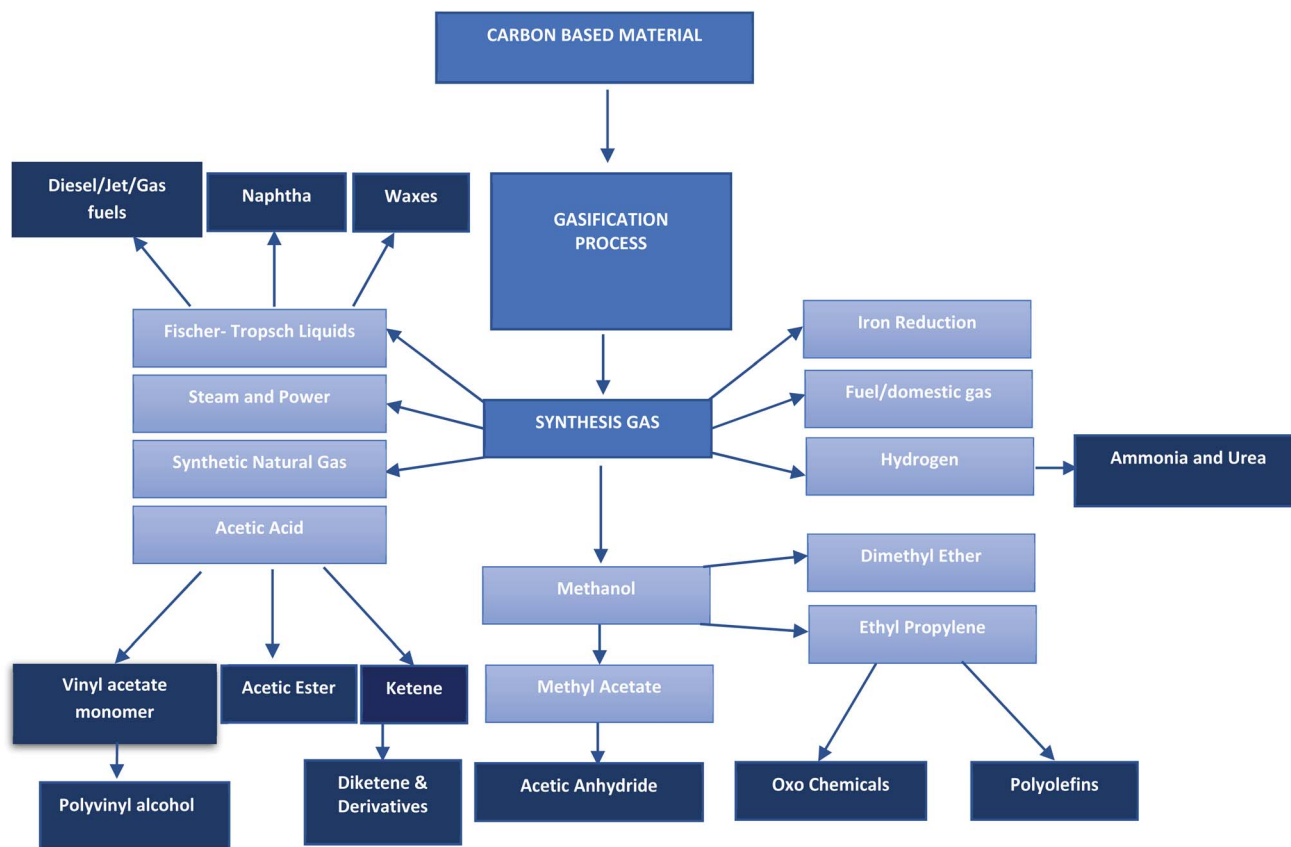 CARBON BASED MATERIAL
Diesel/Jet/Gas
fuels
Naphtha
Waxes
GASIFICATION
PROCESS
Fischer- Tropsch Liquids
Iron Reduction
Steam and Power
Fuel/domestic gas
SYNTHESIS GAS
Synthetic Natural Gas
Hydrogen
Ammonia and Urea
Acetic Acid
Methanol
Dimethyl Ether
Ethyl Propylene
Vinyl acetate
monomer
Acetic Ester
Ketene
Methyl Acetate
Polyvinyl alcohol
Diketene &
Derivatives
Acetic Anhydride
Oxo Chemicals
Polyolefins